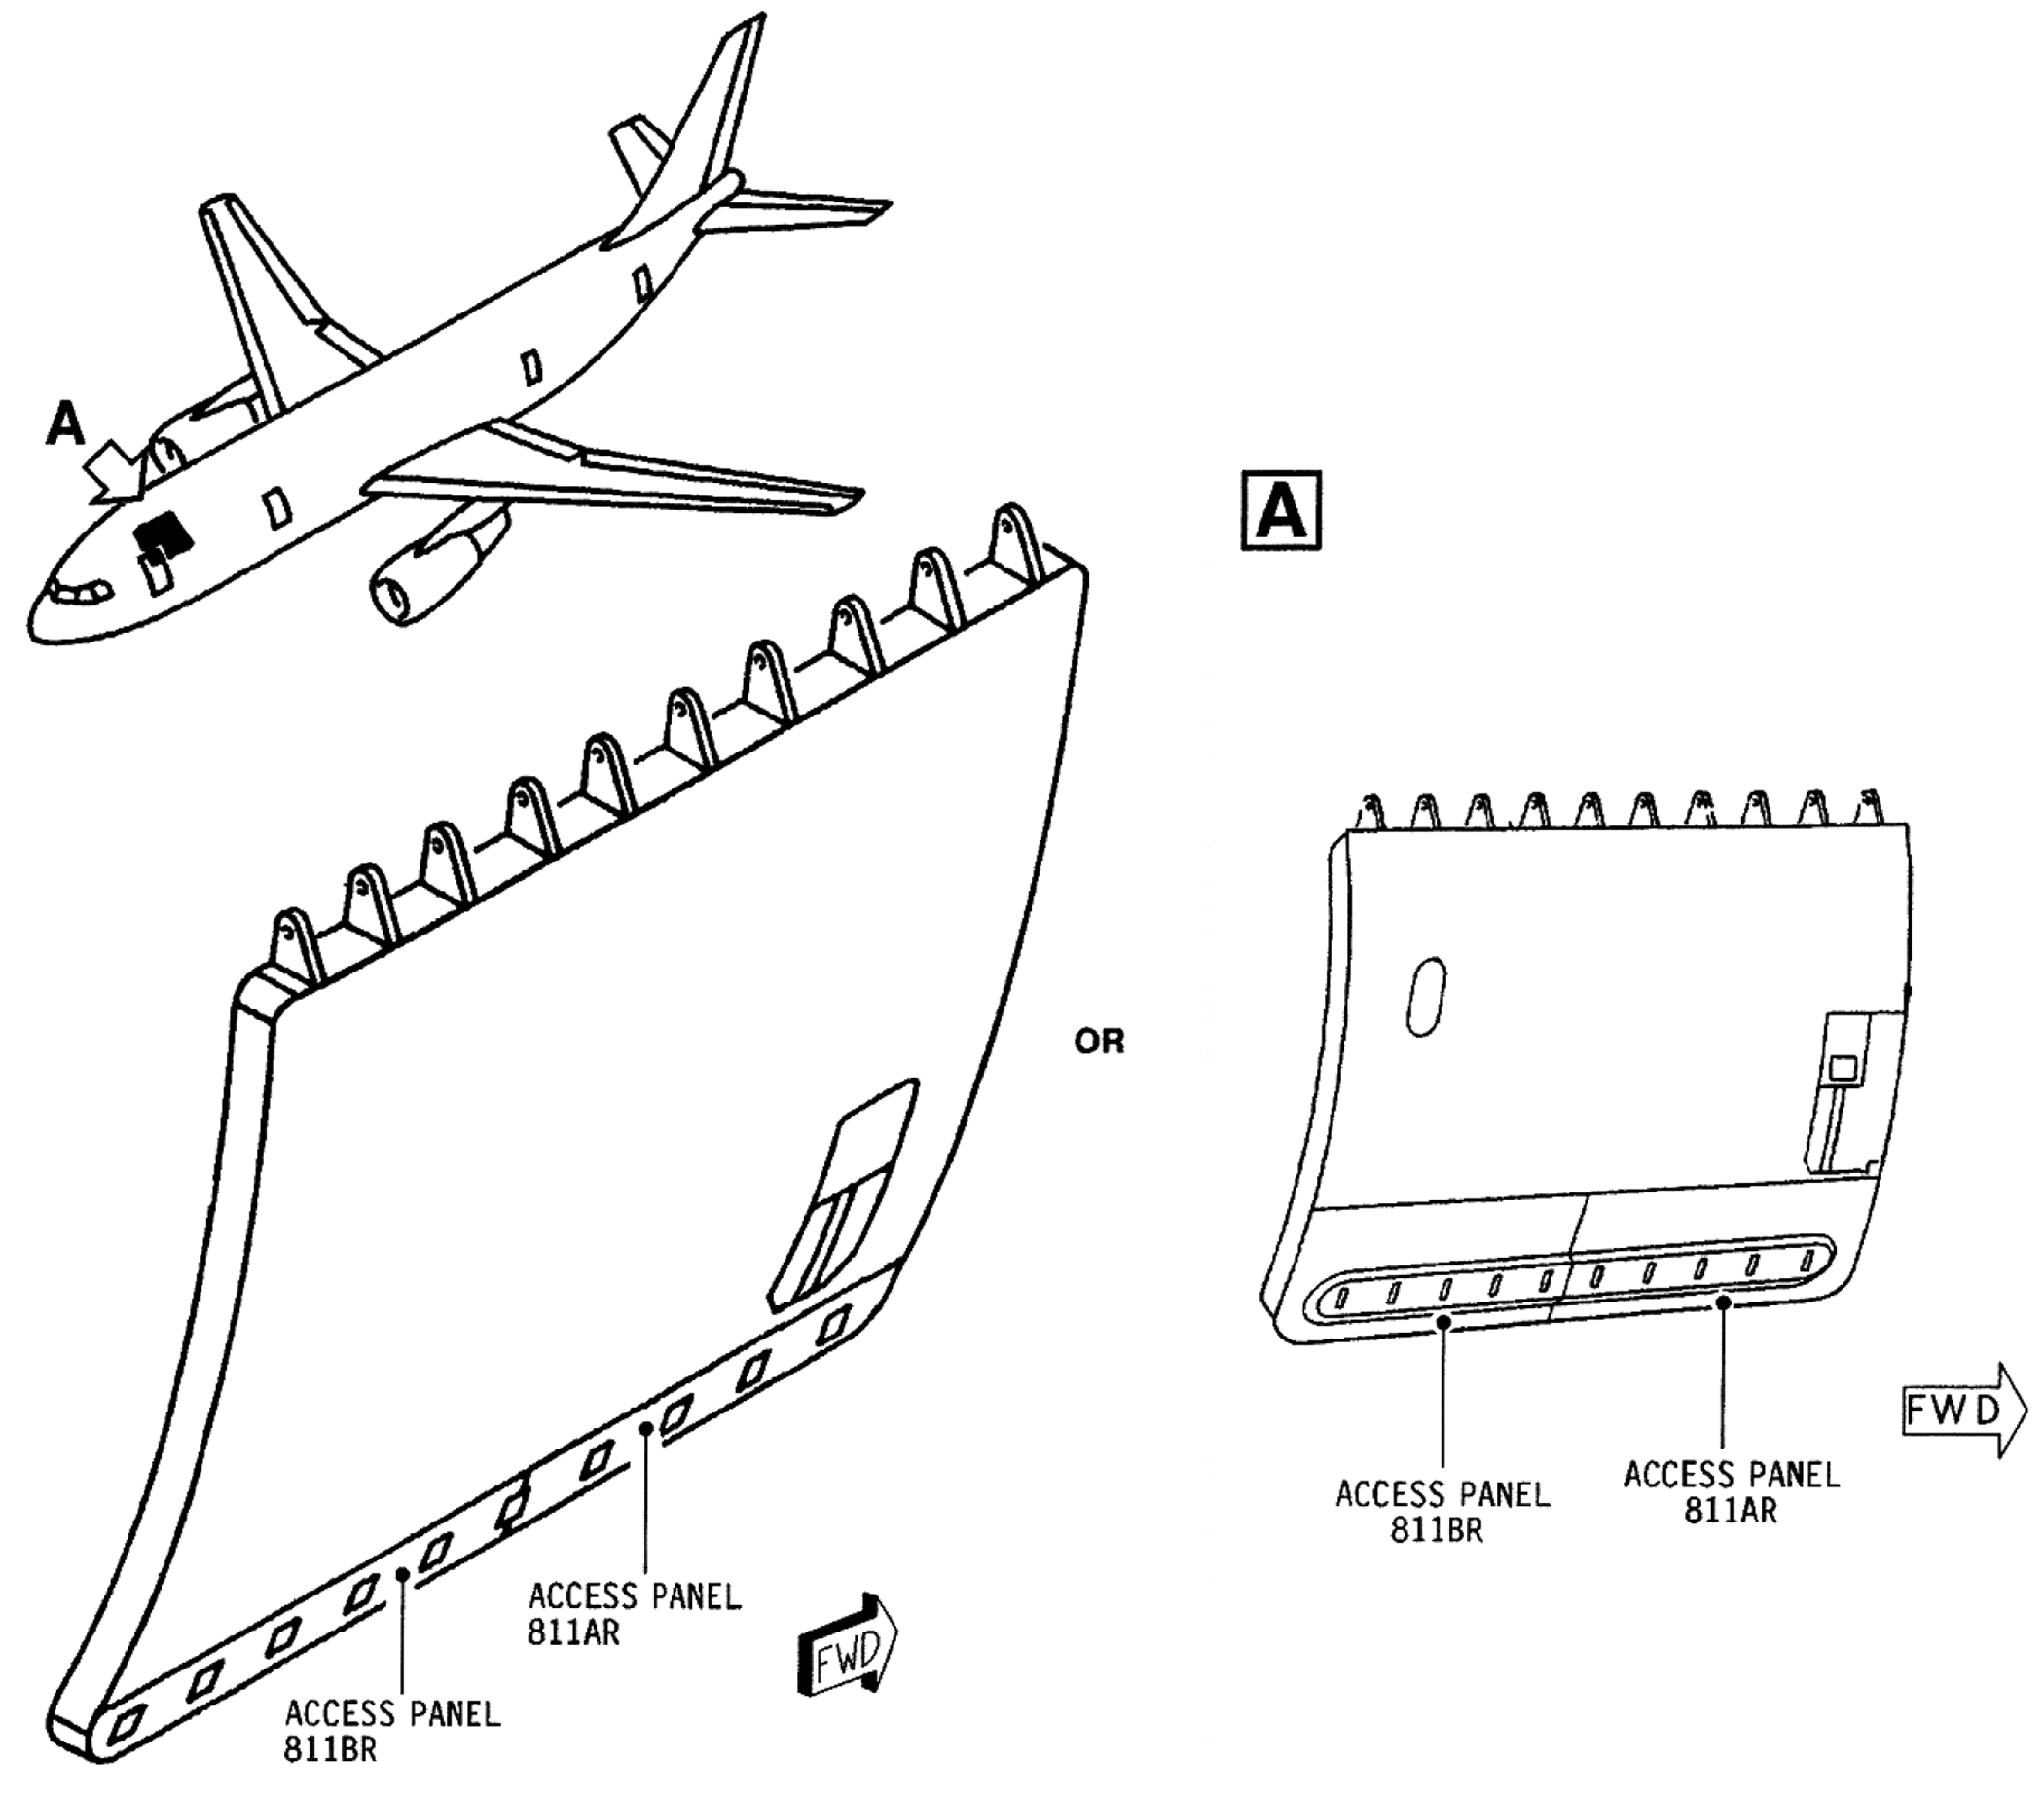 A
A
OR
ACCESS PANEL
811BR
ACCESS PANEL
811AR
FWD
ACCESS PANEL
811AR
FWD
ACCESS PANEL
811BR